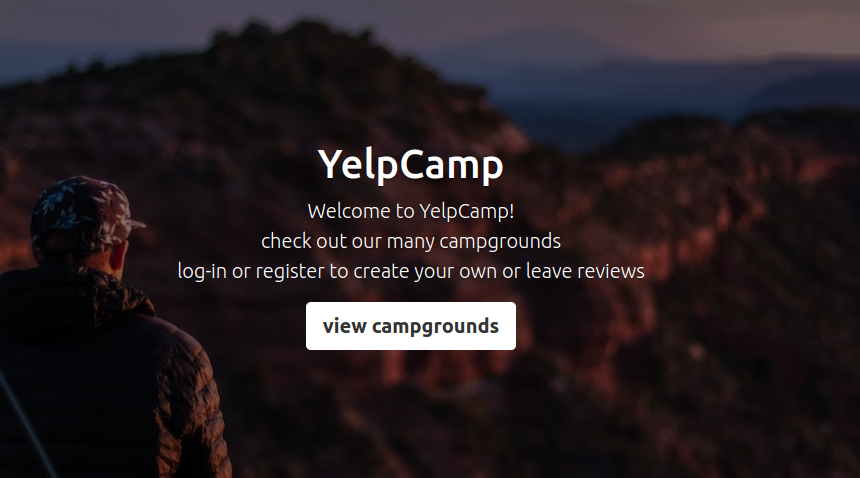 YelpCamp
Welcome to YelpCamp!
check out our many campgrounds
log-in or register to create your own or leave reviews
view campgrounds